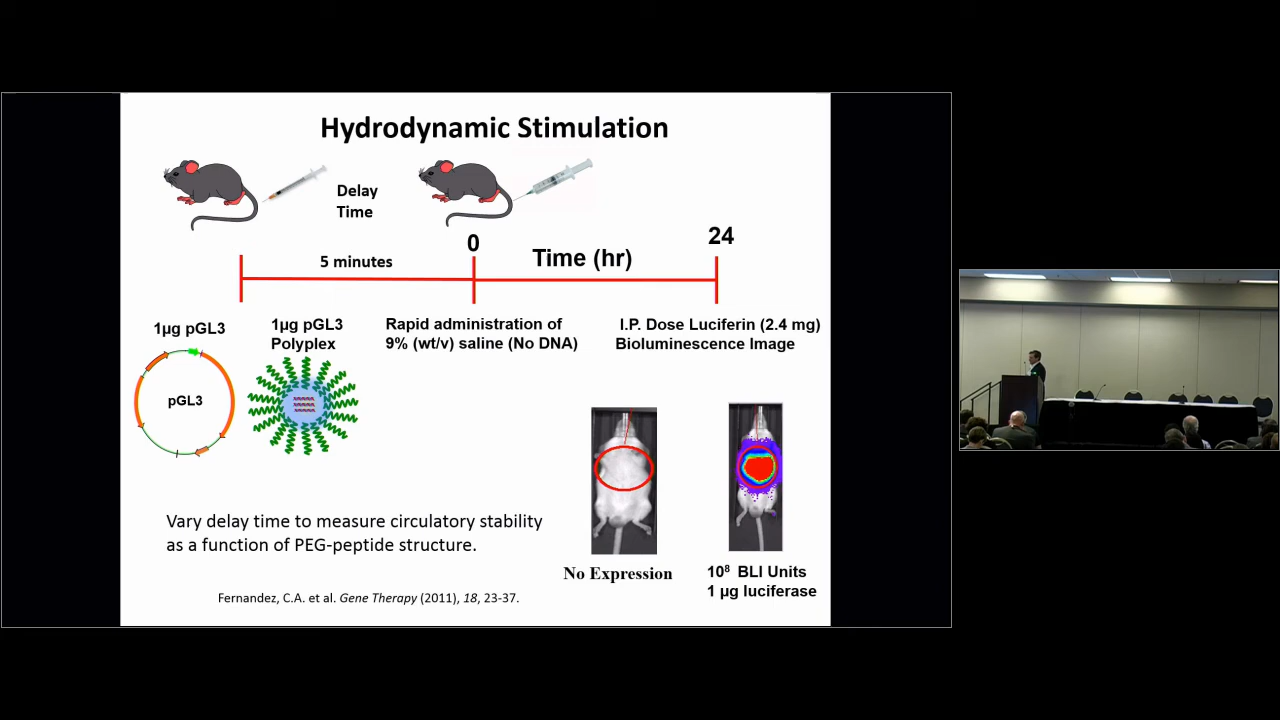 Hydrodynamic Stimulation
Delay
Time
0
24
5 minutes
Time (hr)
1µg pGL3
1µg pGL3
Polyplex
Rapid administration of
9% (wt/v) saline (No DNA)
I.P. Dose Luciferin (2.4 mg)
Bioluminescence Image
pGL3
Vary delay time to measure circulatory stability
as a function of PEG-peptide structure.
No Expression
10⁸ BLI Units
1 µg luciferase
Fernandez, C.A. et al. Gene Therapy (2011), 18, 23-37.